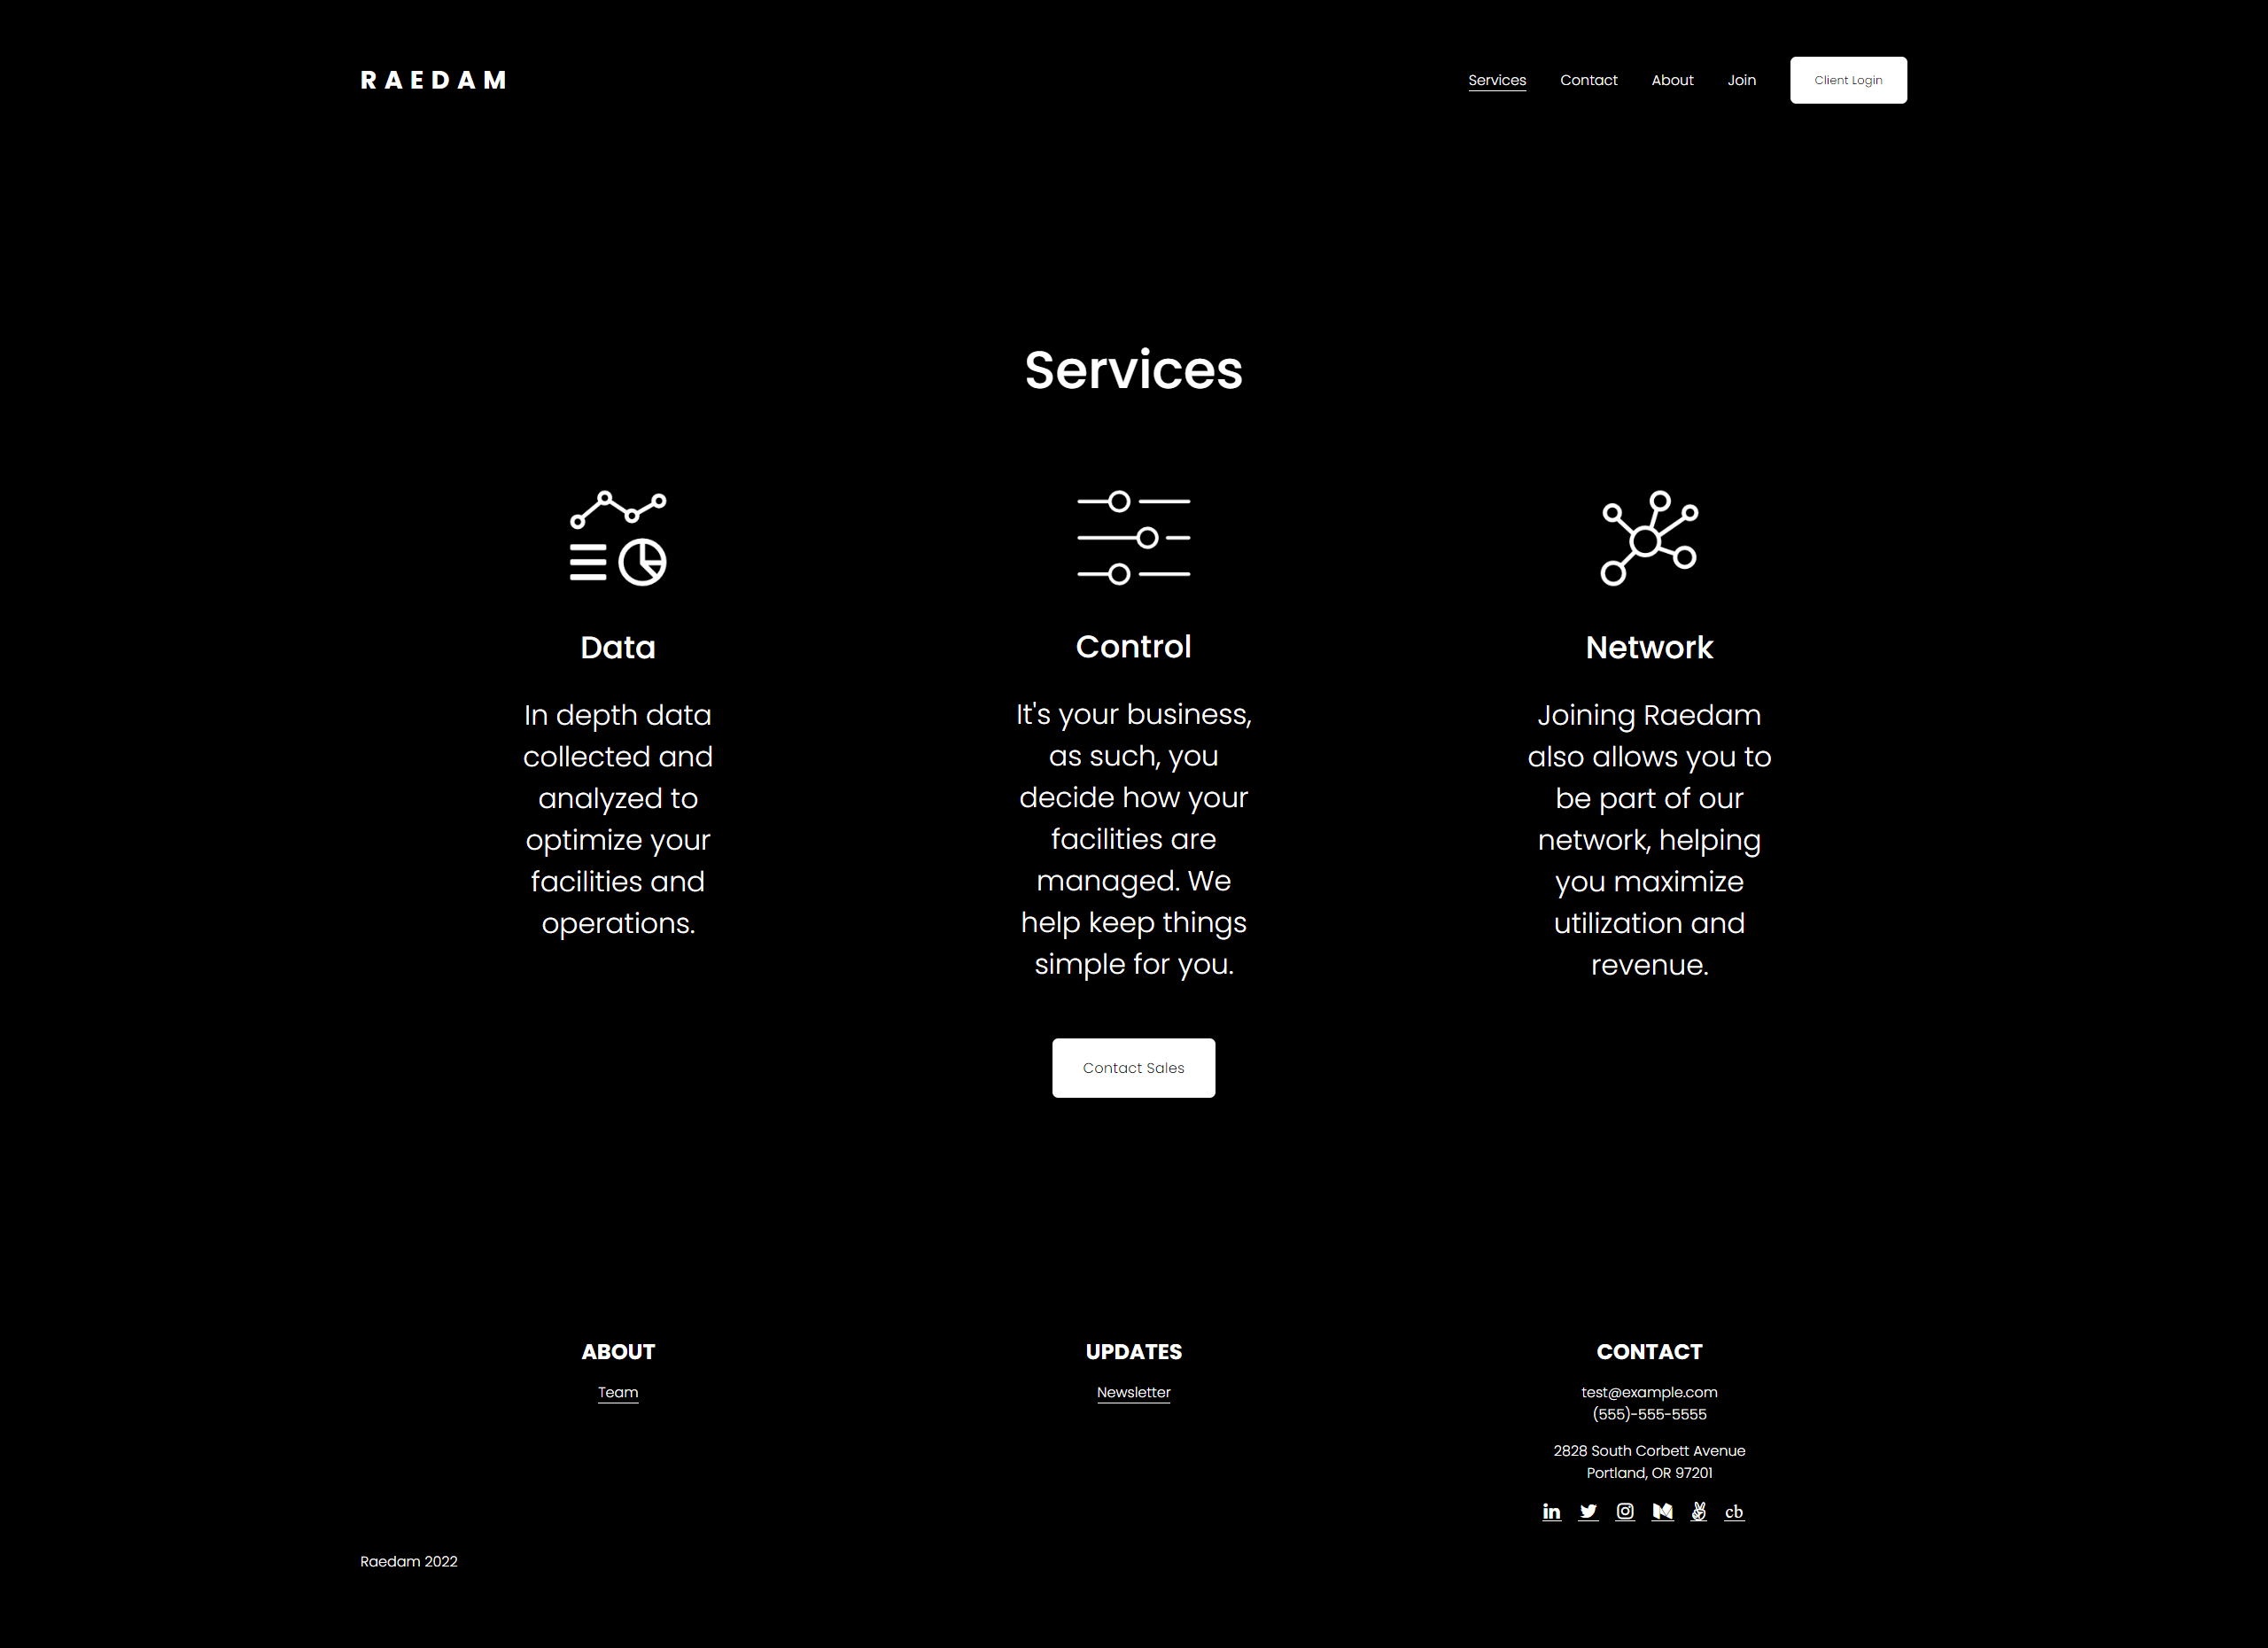 RAEDAM
Services
Contact
About
Join
Client Login
Services
Data
In depth data
collected and
analyzed to
optimize your
facilities and
operations.
Control
It's your business,
as such, you
decide how your
facilities are
managed. We
help keep things
simple for you.
Network
Joining Raedam
also allows you to
be part of our
network, helping
you maximize
utilization and
revenue.
Contact Sales
ABOUT
Team
UPDATES
Newsletter
CONTACT
test@example.com
(555)-555-5555
2828 South Corbett Avenue
Portland, OR 97201
in
cb
Raedam 2022